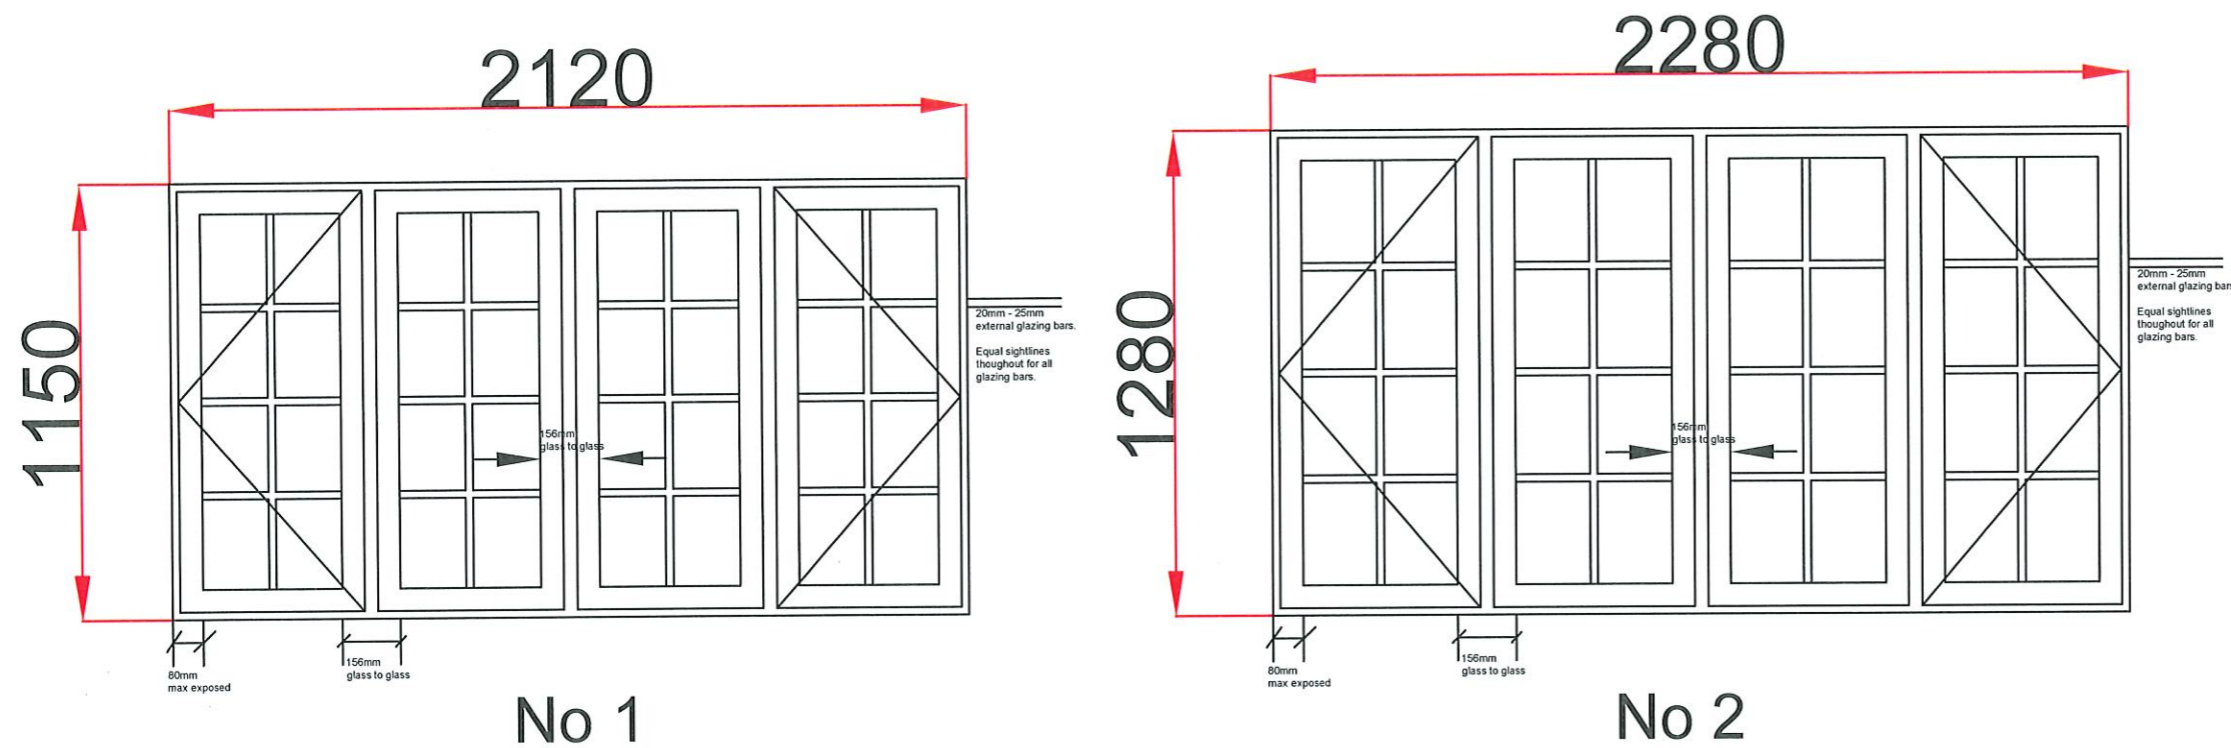 2120
1150
20mm - 25mm
external glazing bars.
Equal sightlines
thoughout for all
glazing bars.
156mm
glass to glass
80mm
max exposed
156mm
glass to glass
No 1
2280
1280
20mm - 25mm
external glazing bars
Equal sightlines
thoughout for all
glazing bars.
156mm
glass to glass
80mm
max exposed
156mm
glass to glass
No 2